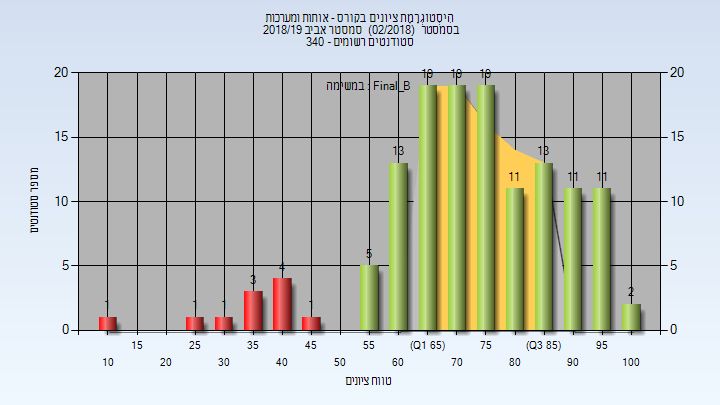 היסטוגרמת ציונים בקורס - אותות ומערכות
בסמסטר (02/2018) סמסטר אביב 2018/19
סטודנטים רשומים - 340
במשימה : Final_B
מספר סטודנטים
20 15 10 5 0
20 15 10 5 0
1 1 1 3 4 1 5 13 19 19 19 11 13 11 11 2
15 25 35 45 55 (Q1 65) 75 (Q3 85) 95
10 20 30 40 50 60 70 80 90 100
טווח ציונים